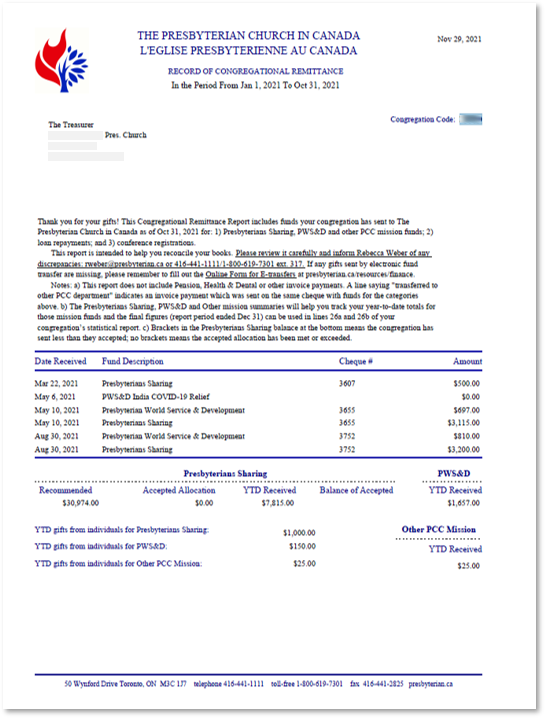 THE PRESBYTERIAN CHURCH IN CANADA
L'EGLISE PRESBYTERIENNE AU CANADA
Nov 29, 2021
RECORD OF CONGREGATIONAL REMITTANCE
In the Period From Jan 1, 2021 To Oct 31, 2021
Congregation Code:
The Treasurer
Pres. Church
Thank you for your gifts! This Congregational Remittance Report includes funds your congregation has sent to The
Presbyterian Church in Canada as of Oct 31, 2021 for: 1) Presbyterians Sharing, PWS&D and other PCC mission funds; 2)
loan repayments; and 3) conference registrations.
This report is intended to help you reconcile your books. Please review it carefully and inform Rebecca Weber of any
discrepancies: rweber@presbyterian.ca or 416-441-1111/1-800-619-7301 ext. 317. If any gifts sent by electronic fund
transfer are missing, please remember to fill out the Online Form for E-transfers at presbyterian.ca/resources/finance.
Notes: a) This report does not include Pension, Health & Dental or other invoice payments. A line saying "transferred to
other PCC department" indicates an invoice payment which was sent on the same cheque with funds for the categories
above. b) The Presbyterians Sharing, PWS&D and Other mission summaries will help you track your year-to-date totals for
those mission funds and the final figures (report period ended Dec 31) can be used in lines 26a and 26b of your
congregation's statistical report. c) Brackets in the Presbyterians Sharing balance at the bottom means the congregation has
sent less than they accepted; no brackets means the accepted allocation has been met or exceeded.
Date Received Fund Description Cheque # Amount
Mar 22, 2021 Presbyterians Sharing 3607 $500.00
May 6, 2021 PWS&D India COVID-19 Relief $0.00
May 10, 2021 Presbyterian World Service & Development 3655 $697.00
May 10, 2021 Presbyterians Sharing 3655 $3,115.00
Aug 30, 2021 Presbyterian World Service & Development 3752 $810.00
Aug 30, 2021 Presbyterians Sharing 3752 $3,200.00
Presbyterians Sharing PWS&D
Recommended Accepted Allocation YTD Received Balance of Accepted YTD Received
$30,974.00 $0.00 $7,815.00 $1,657.00
YTD gifts from individuals for Presbyterians Sharing: $1,000.00 Other PCC Mission
YTD gifts from individuals for PWS&D: $150.00 YTD Received
YTD gifts from individuals for Other PCC Mission: $25.00 $25.00
50 Wynford Drive Toronto, ON M3C 1J7 telephone 416-441-1111 toll-free 1-800-619-7301 fax 416-441-2825 presbyterian.ca